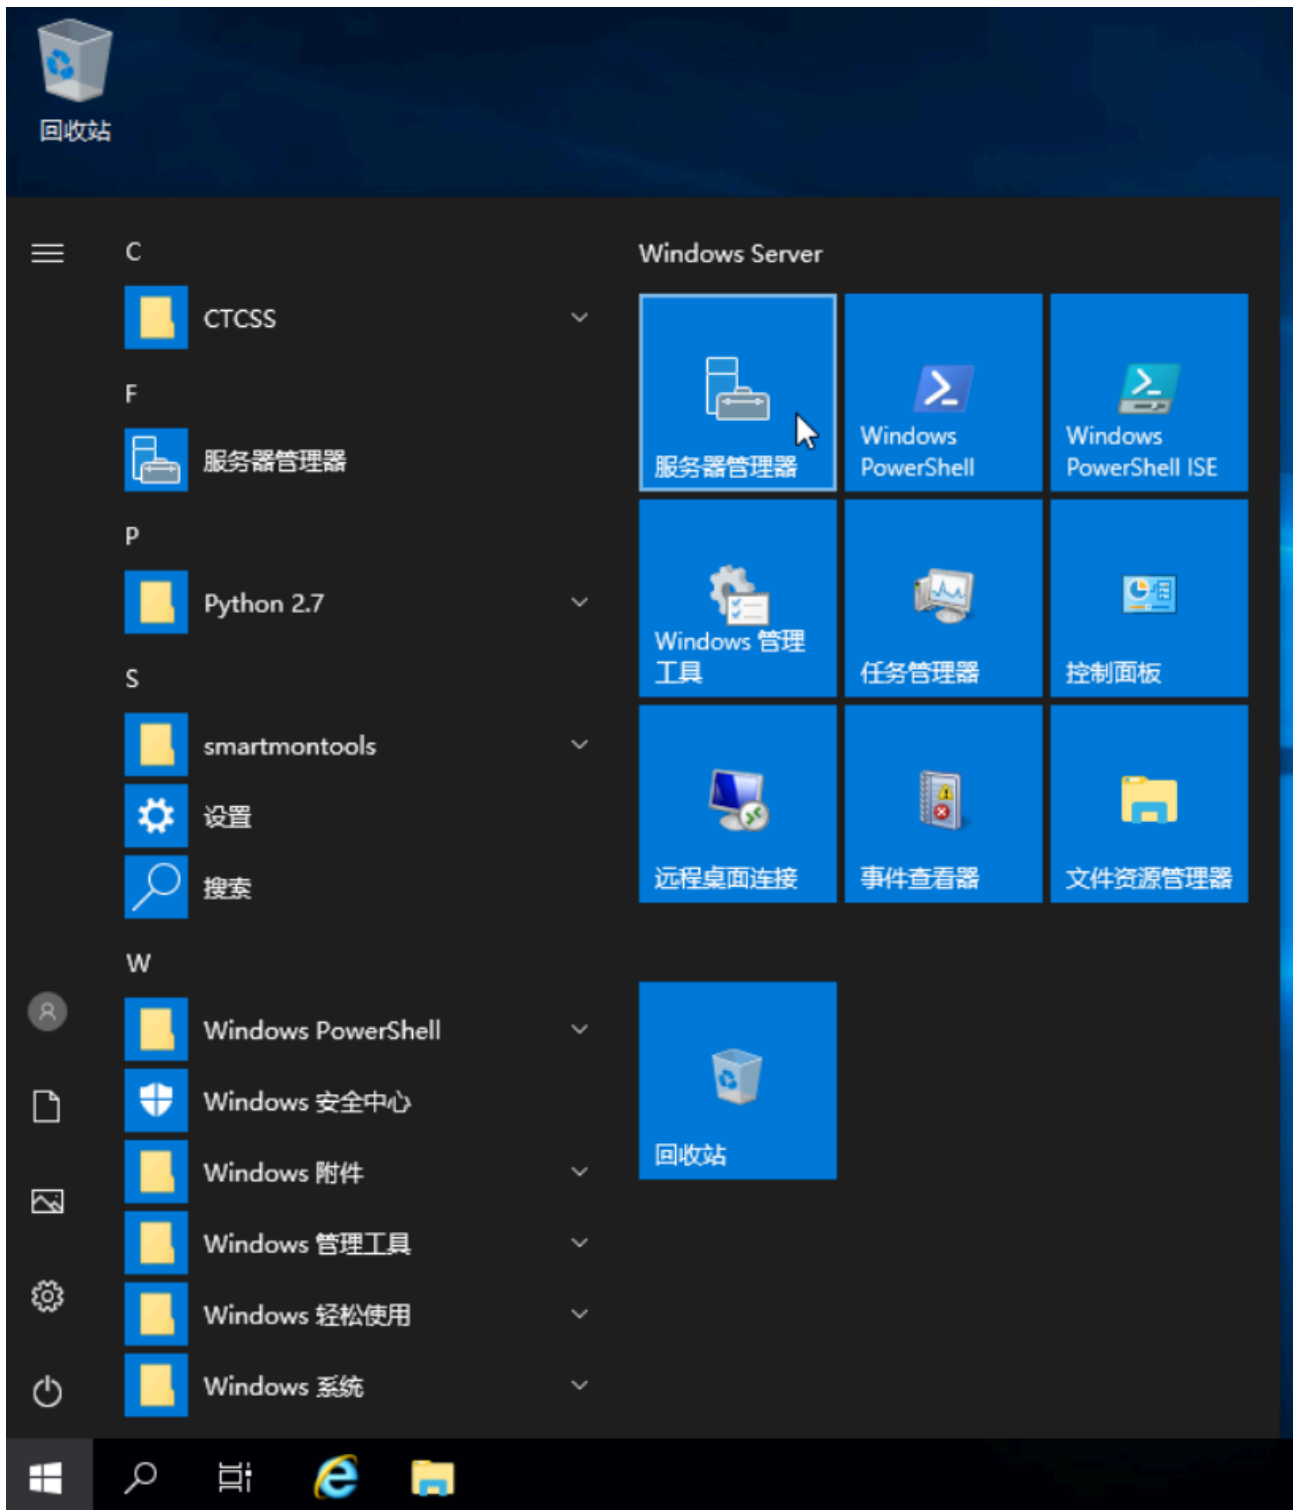 回收站
C
CTCSS
F
服务器管理器
P
Python 2.7
S
smartmontools
设置
搜索
W
Windows PowerShell
Windows 安全中心
Windows 附件
Windows 管理工具
Windows 轻松使用
Windows 系统
Windows Server
服务器管理器
Windows
PowerShell
Windows
PowerShell ISE
Windows 管理
工具
任务管理器
控制面板
远程桌面连接
事件查看器
文件资源管理器
回收站